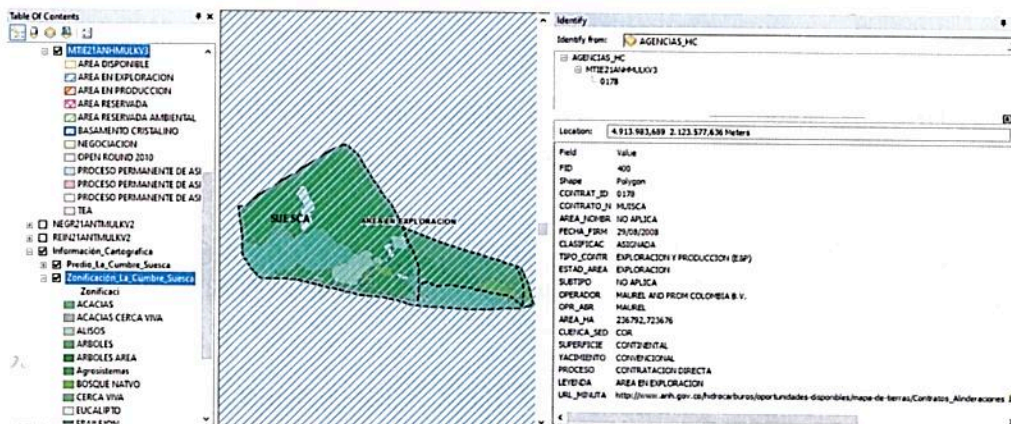 Table Of Contents
MTIE21ANHMULKV3
AREA DISPONIBLE
AREA EN EXPLORACION
AREA EN PRODUCCION
AREA RESERVADA
AREA RESERVADA AMBIENTAL
BASAMENTO CRISTALINO
NEGOCIACION
OPEN ROUND 2010
PROCESO PERMANENTE DE ASI
PROCESO PERMANENTE DE ASI
PROCESO PERMANENTE DE ASI
TEA
NEGR21ANTMULKV2
REIN21ANTMULKV2
Información_Cartografica
Predio_La_Cumbre_Suesca
Zonificación_La_Cumbre_Suesca
Zonificaci
ACACIAS
ACACIAS CERCA VIVA
ALISOS
ARBOLES
ARBOLES AREA
Agrosistemas
BOSQUE NATVO
CERCA VIVA
EUCALIPTO
FRAILEJON
SUESCA
AREA EN EXPLORACION
Identify
Identify from: AGENCIAS_HC
AGENCIAS_HC
MTIE21ANHMULKV3
0178
Location: 4.913.983,689 2.123.577,636 Meters
Field Value
FID 400
Shape Polygon
CONTRAT_ID 0178
CONTRATO_N MUISCA
AREA_NOMBR NO APLICA
FECHA_FIRM 29/08/2008
CLASIFICAC ASIGNADA
TIPO_CONTR EXPLORACION Y PRODUCCION (E&P)
ESTAD_AREA EXPLORACION
SUBTIPO NO APLICA
OPERADOR MAUREL AND PROM COLOMBIA B.V.
OPR_ABR MAUREL
AREA_HA 236792,723676
CUENCA_SED COR
SUPERFICIE CONTINENTAL
YACIMIENTO CONVENCIONAL
PROCESO CONTRATACION DIRECTA
LEYENDA AREA EN EXPLORACION
URL_MINUTA http://www.anh.gov.co/hidrocarburos/oportunidades-disponibles/mapa-de-tierras/Contratos_Alinderaciones